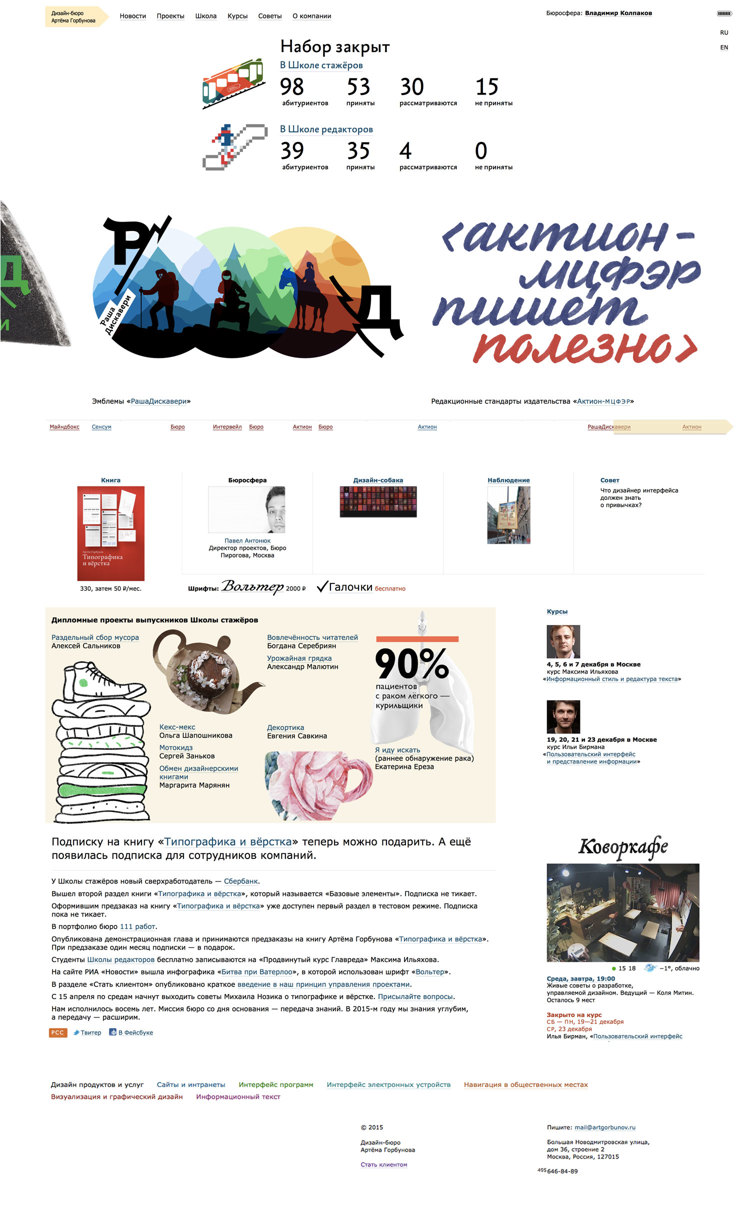 Дизайн-бюро
Артёма Горбунова
Новости Проекты Школа Курсы Советы О компании
Бюросфера: Владимир Колпаков
RU
EN
Набор закрыт
В Школе стажёров
98 53 30 15
абитуриентов приняты рассматриваются не приняты
В Школе редакторов
39 35 4 0
абитуриентов приняты рассматриваются не приняты
Р
Раша
Дискавери
Д
<актион-
мцфэр
пишет
полезно>
Эмблемы «РашаДискавери»
Редакционные стандарты издательства «Актион-МЦФЭР»
Майндбокс Сенсуи Бюро Интервейл Бюро Актион Бюро Актион РашаДискавери Актион
Книга
Типографика
и вёрстка
330, затем 50 ₽/мес.
Бюросфера
Павел Антонюк
Директор проектов, Бюро
Пирогова, Москва
Дизайн-собака
Наблюдение
Совет
Что дизайнер интерфейса
должен знать
о привычках?
Шрифты: Вольтер 2000 ₽ Галочки бесплатно
Дипломные проекты выпускников Школы стажёров
Раздельный сбор мусора
Алексей Сальников
Вовлечённость читателей
Богдана Серебриян
Урожайная грядка
Александр Малютин
90%
пациентов
с раком лёгкого —
курильщики
Кекс-мекс
Ольга Шапошникова
Мотокидз
Сергей Заньков
Обмен дизайнерскими
книгами
Маргарита Марянян
Декортика
Евгения Савкина
Я иду искать
(раннее обнаружение рака)
Екатерина Ереза
Курсы
4, 5, 6 и 7 декабря в Москве
курс Максима Ильяхова
«Информационный стиль и редактура текста»
19, 20, 21 и 23 декабря в Москве
курс Ильи Бирмана
«Пользовательский интерфейс
и представление информации»
Подписку на книгу «Типографика и вёрстка» теперь можно подарить. А ещё
появилась подписка для сотрудников компаний.
У Школы стажёров новый сверхработодатель — Сбербанк.
Вышел второй раздел книги «Типографика и вёрстка», который называется «Базовые элементы». Подписка не тикает.
Оформившим предзаказ на книгу «Типографика и вёрстка» уже доступен первый раздел в тестовом режиме. Подписка
пока не тикает.
В портфолио бюро 111 работ.
Опубликована демонстрационная глава и принимаются предзаказы на книгу Артёма Горбунова «Типографика и вёрстка».
При предзаказе один месяц подписки — в подарок.
Студенты Школы редакторов бесплатно записываются на «Продвинутый курс Главреда» Максима Ильяхова.
На сайте РИА «Новости» вышла инфографика «Битва при Ватерлоо», в которой использован шрифт «Вольтер».
В разделе «Стать клиентом» опубликовано краткое введение в наш принцип управления проектами.
С 15 апреля по средам начнут выходить советы Михаила Нозика о типографике и вёрстке. Присылайте вопросы.
Нам исполнилось восемь лет. Миссия бюро со дня основания — передача знаний. В 2015-м году мы знания углубим,
а передачу — расширим.
РСС Твитер В Фейсбуке
Коворкафе
15 18 −1°, облачно
Среда, завтра, 19:00
Живые советы о разработке,
управляемой дизайном. Ведущий — Коля Митин.
Осталось 9 мест
Закрыто на курс
СБ — ПН, 19—21 декабря
СР, 23 декабря
Илья Бирман, «Пользовательский интерфейс
Дизайн продуктов и услуг Сайты и интранеты Интерфейс программ Интерфейс электронных устройств Навигация в общественных местах
Визуализация и графический дизайн Информационный текст
© 2015
Дизайн-бюро
Артёма Горбунова
Стать клиентом
Пишите: mail@artgorbunov.ru
Большая Новодмитровская улица,
дом 36, строение 2
Москва, Россия, 127015
495 646-84-89